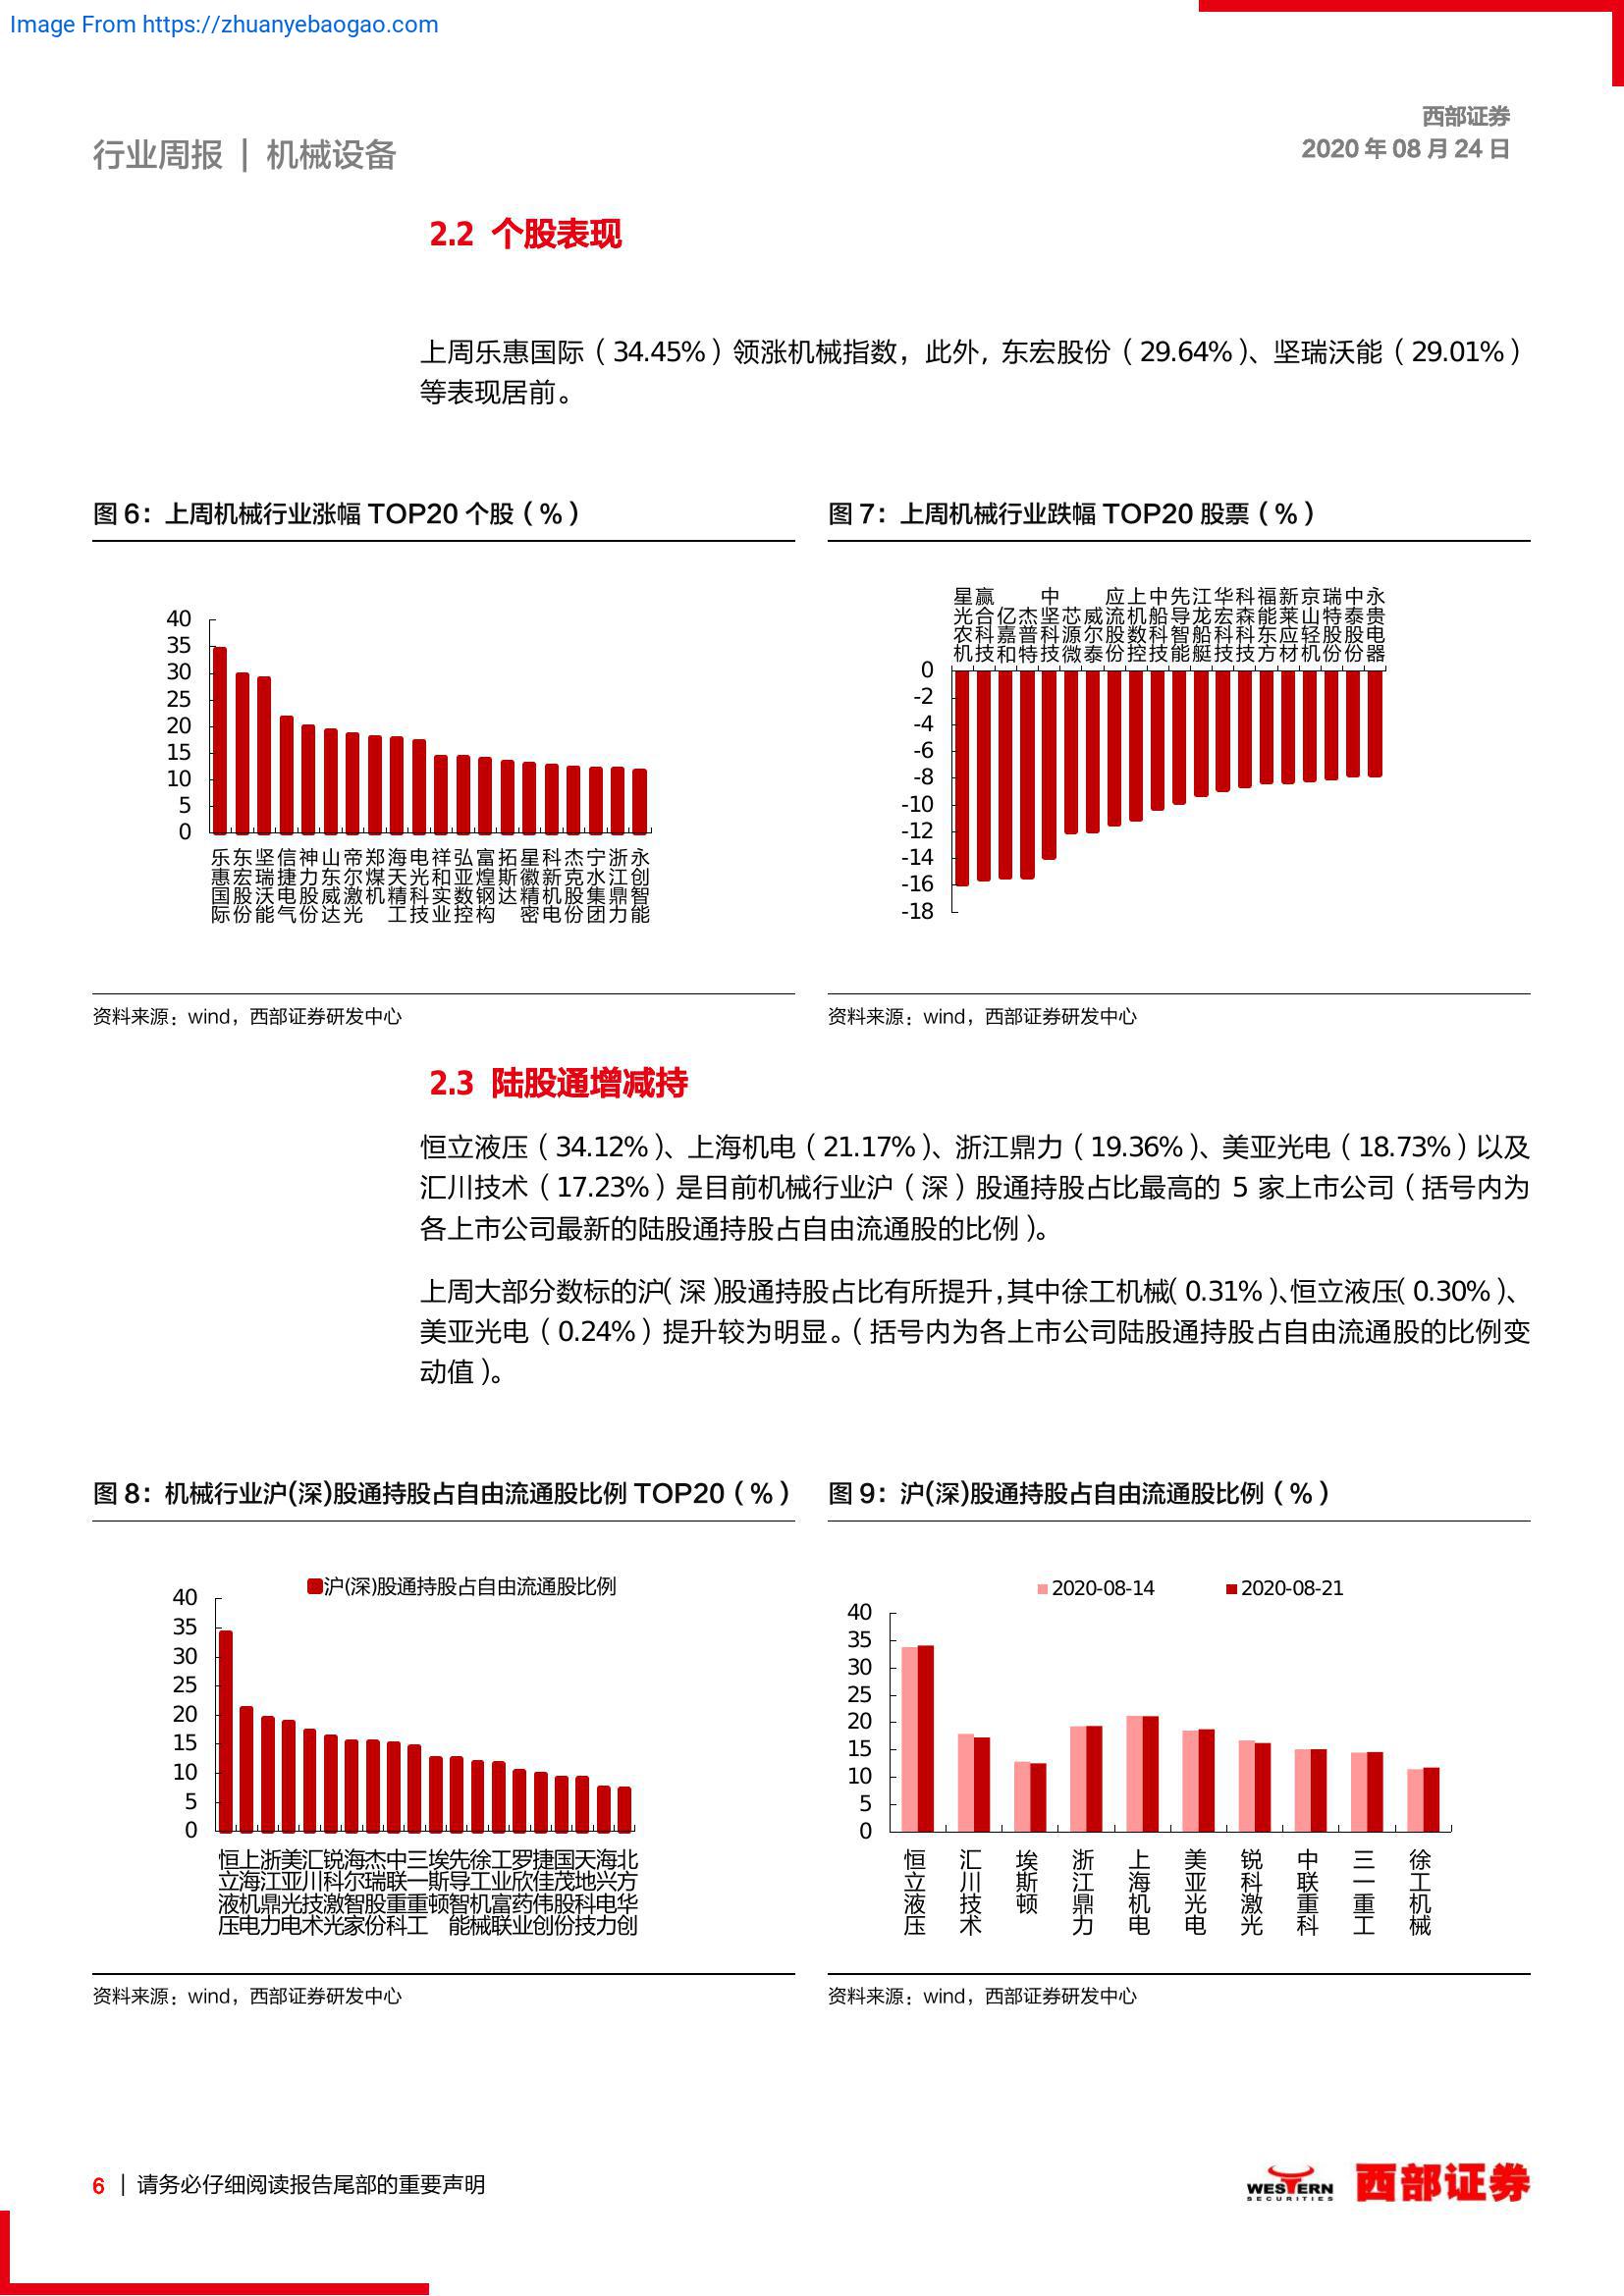 Image From https://zhuanyebaogao.com
行业周报 | 机械设备
西部证券
2020 年 08 月 24 日
2.2 个股表现
上周乐惠国际（34.45%）领涨机械指数，此外，东宏股份（29.64%）、坚瑞沃能（29.01%）
等表现居前。
图 6：上周机械行业涨幅 TOP20 个股（%）
40
35
30
25
20
15
10
5
0
乐惠国际 东宏股份 坚瑞沃能 信捷电气 神力股份 山东威达 帝尔激光 郑煤机 海天精工 电光科技 祥和实业 弘亚数控 富煌钢构 拓斯达 星徽精密 科新机电 杰克股份 宁水集团 浙江鼎力 永创智能
资料来源：wind，西部证券研发中心
图 7：上周机械行业跌幅 TOP20 股票（%）
星光农机 赢合科技 亿嘉和 杰普特 中坚科技 芯源微 威尔泰 应流股份 上机数控 中船科技 先导智能 江龙船艇 华宏科技 科森科技 福能东方 新莱应材 京山轻机 瑞特股份 中泰股份 永贵电器
0
-2
-4
-6
-8
-10
-12
-14
-16
-18
资料来源：wind，西部证券研发中心
2.3 陆股通增减持
恒立液压（34.12%）、上海机电（21.17%）、浙江鼎力（19.36%）、美亚光电（18.73%）以及
汇川技术（17.23%）是目前机械行业沪（深）股通持股占比最高的 5 家上市公司（括号内为
各上市公司最新的陆股通持股占自由流通股的比例）。
上周大部分数标的沪（深）股通持股占比有所提升，其中徐工机械（0.31%）、恒立液压（0.30%）、
美亚光电（0.24%）提升较为明显。（括号内为各上市公司陆股通持股占自由流通股的比例变
动值）。
图 8：机械行业沪(深)股通持股占自由流通股比例 TOP20（%）
沪(深)股通持股占自由流通股比例
40
35
30
25
20
15
10
5
0
恒立液压 上海机电 浙江鼎力 美亚光电 汇川技术 锐科激光 海尔智家 杰瑞股份 中联重科 三一重工 埃斯顿 先导智能 徐工机械 工业富联 罗欣药业 捷佳伟创 国茂股份 天地科技 海兴电力 北方华创
资料来源：wind，西部证券研发中心
图 9：沪(深)股通持股占自由流通股比例（%）
2020-08-14 2020-08-21
40
35
30
25
20
15
10
5
0
恒立液压 汇川技术 埃斯顿 浙江鼎力 上海机电 美亚光电 锐科激光 中联重科 三一重工 徐工机械
资料来源：wind，西部证券研发中心
6 | 请务必仔细阅读报告尾部的重要声明
WESTERN
SECURITIES
西部证券